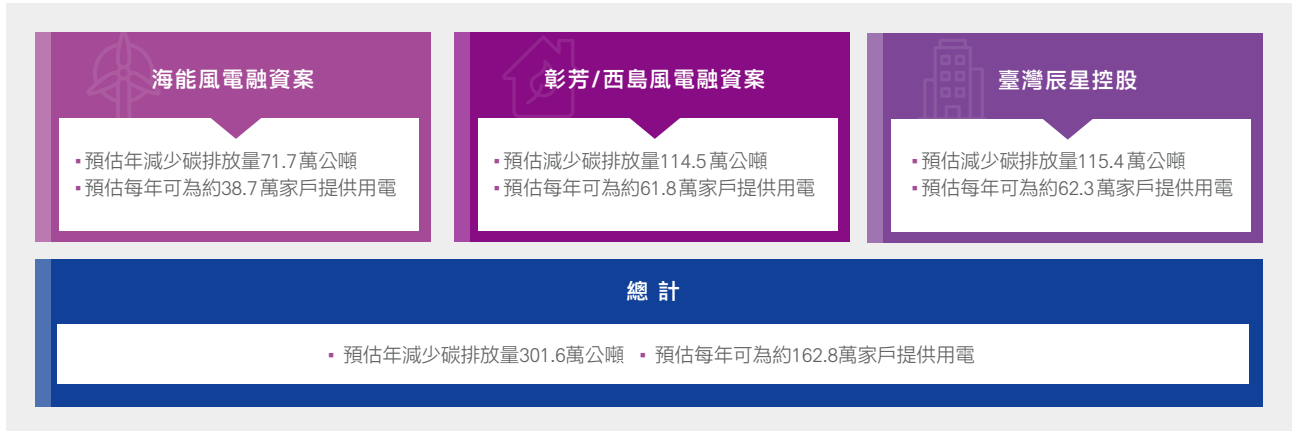 海能風電融資案
▪預估年減少碳排放量71.7萬公噸
▪預估每年可為約38.7萬家戶提供用電
彰芳/西島風電融資案
▪預估減少碳排放量114.5萬公噸
▪預估每年可為約61.8萬家戶提供用電
臺灣辰星控股
▪預估減少碳排放量115.4萬公噸
▪預估每年可為約62.3萬家戶提供用電
總 計
▪ 預估年減少碳排放量301.6萬公噸 ▪ 預估每年可為約162.8萬家戶提供用電